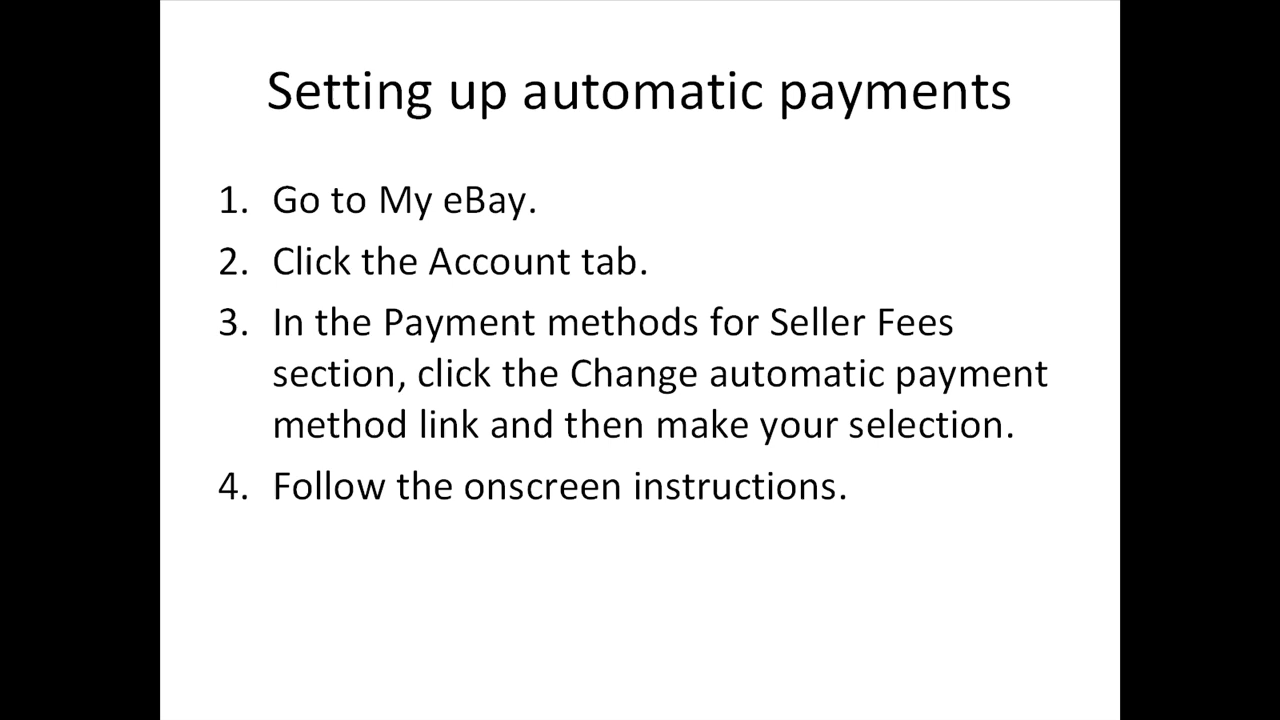 Setting up automatic payments
1. Go to My eBay.
2. Click the Account tab.
3. In the Payment methods for Seller Fees
section, click the Change automatic payment
method link and then make your selection.
4. Follow the onscreen instructions.